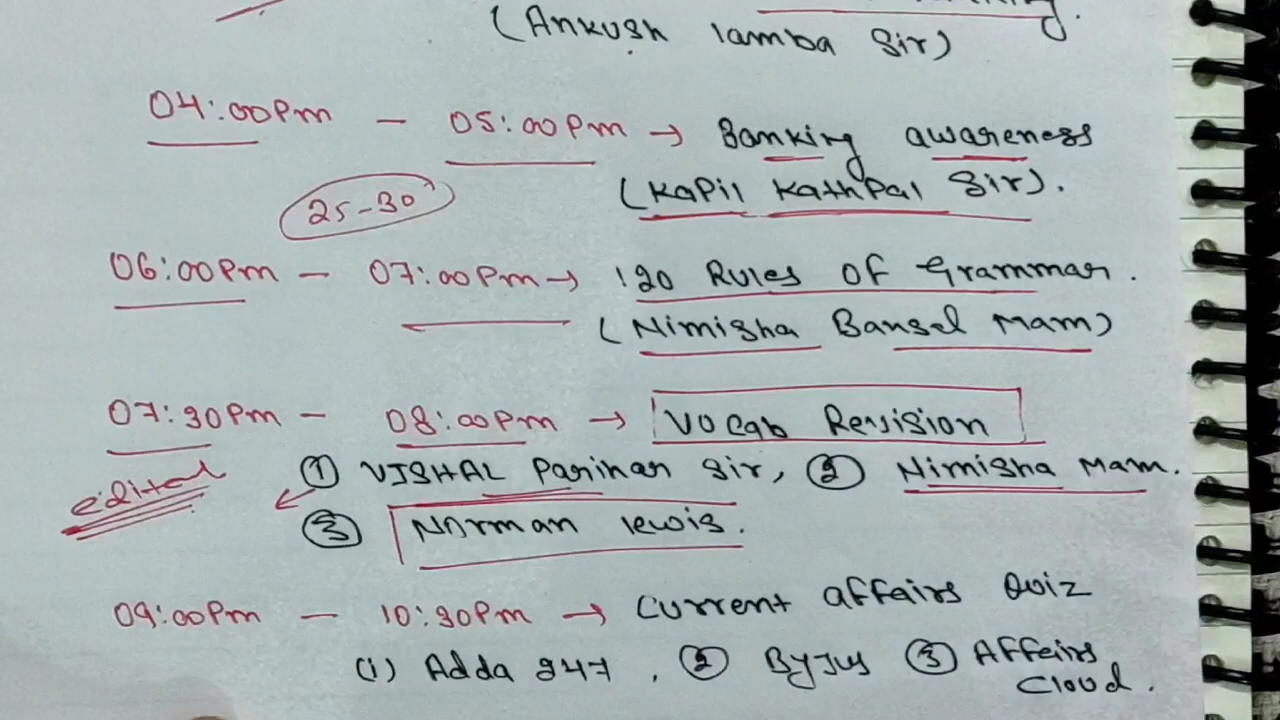 (Ankush lamba Sir)
04:00Pm - 05:00Pm → Banking awareness
(Kapil Kathpal Sir).
25-30
06:00Pm - 07:00Pm → 120 Rules Of Grammar.
(Nimisha Bansal Mam)
07:30Pm - 08:00Pm → Vocab Revision
① VISHAL Parihar Sir, ② Nimisha Mam.
③ Norman lewis.
09:00Pm - 10:30Pm → Current affairs Quiz
(1) Adda 247, ② Byjus ③ Affairs
Cloud.